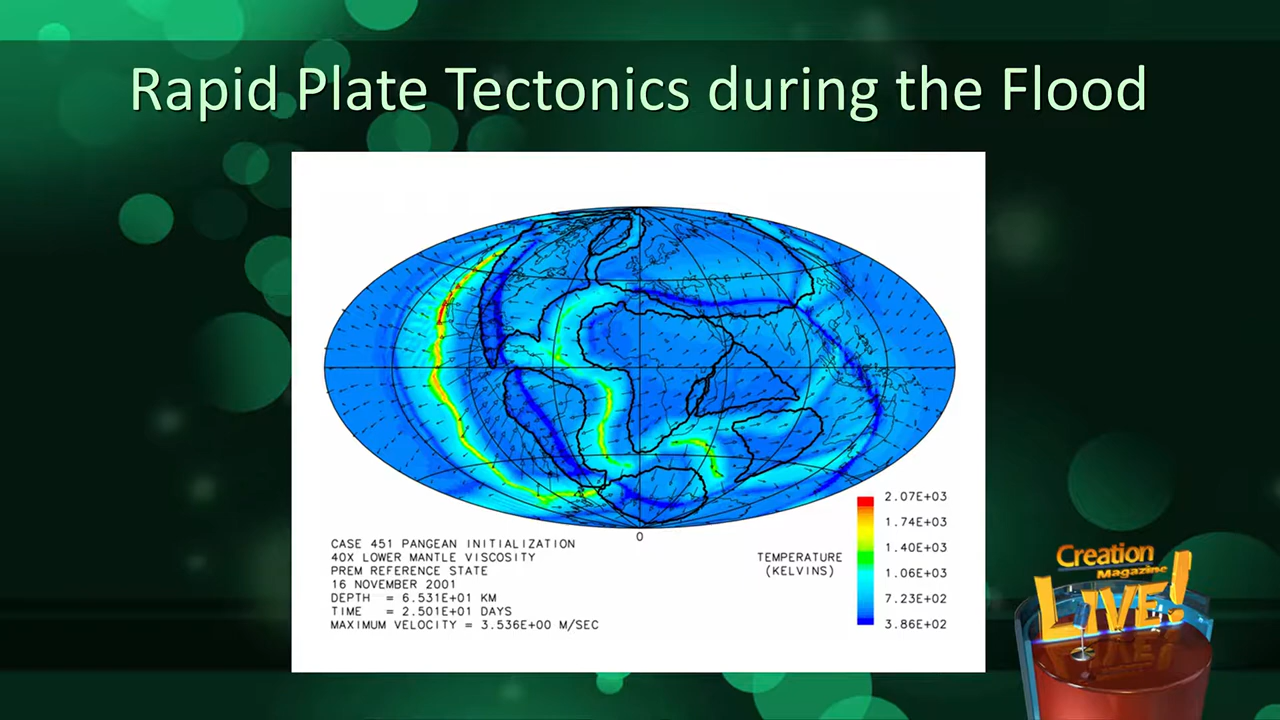 Rapid Plate Tectonics during the Flood
0
CASE 451 PANGEAN INITIALIZATION
40X LOWER MANTLE VISCOSITY
PREM REFERENCE STATE
16 NOVEMBER 2001
DEPTH = 6.531E+01 KM
TIME = 2.501E+01 DAYS
MAXIMUM VELOCITY = 3.536E+00 M/SEC
TEMPERATURE
(KELVINS)
2.07E+03
1.74E+03
1.40E+03
1.06E+03
7.23E+02
3.86E+02
Creation
Magazine
LIVE!